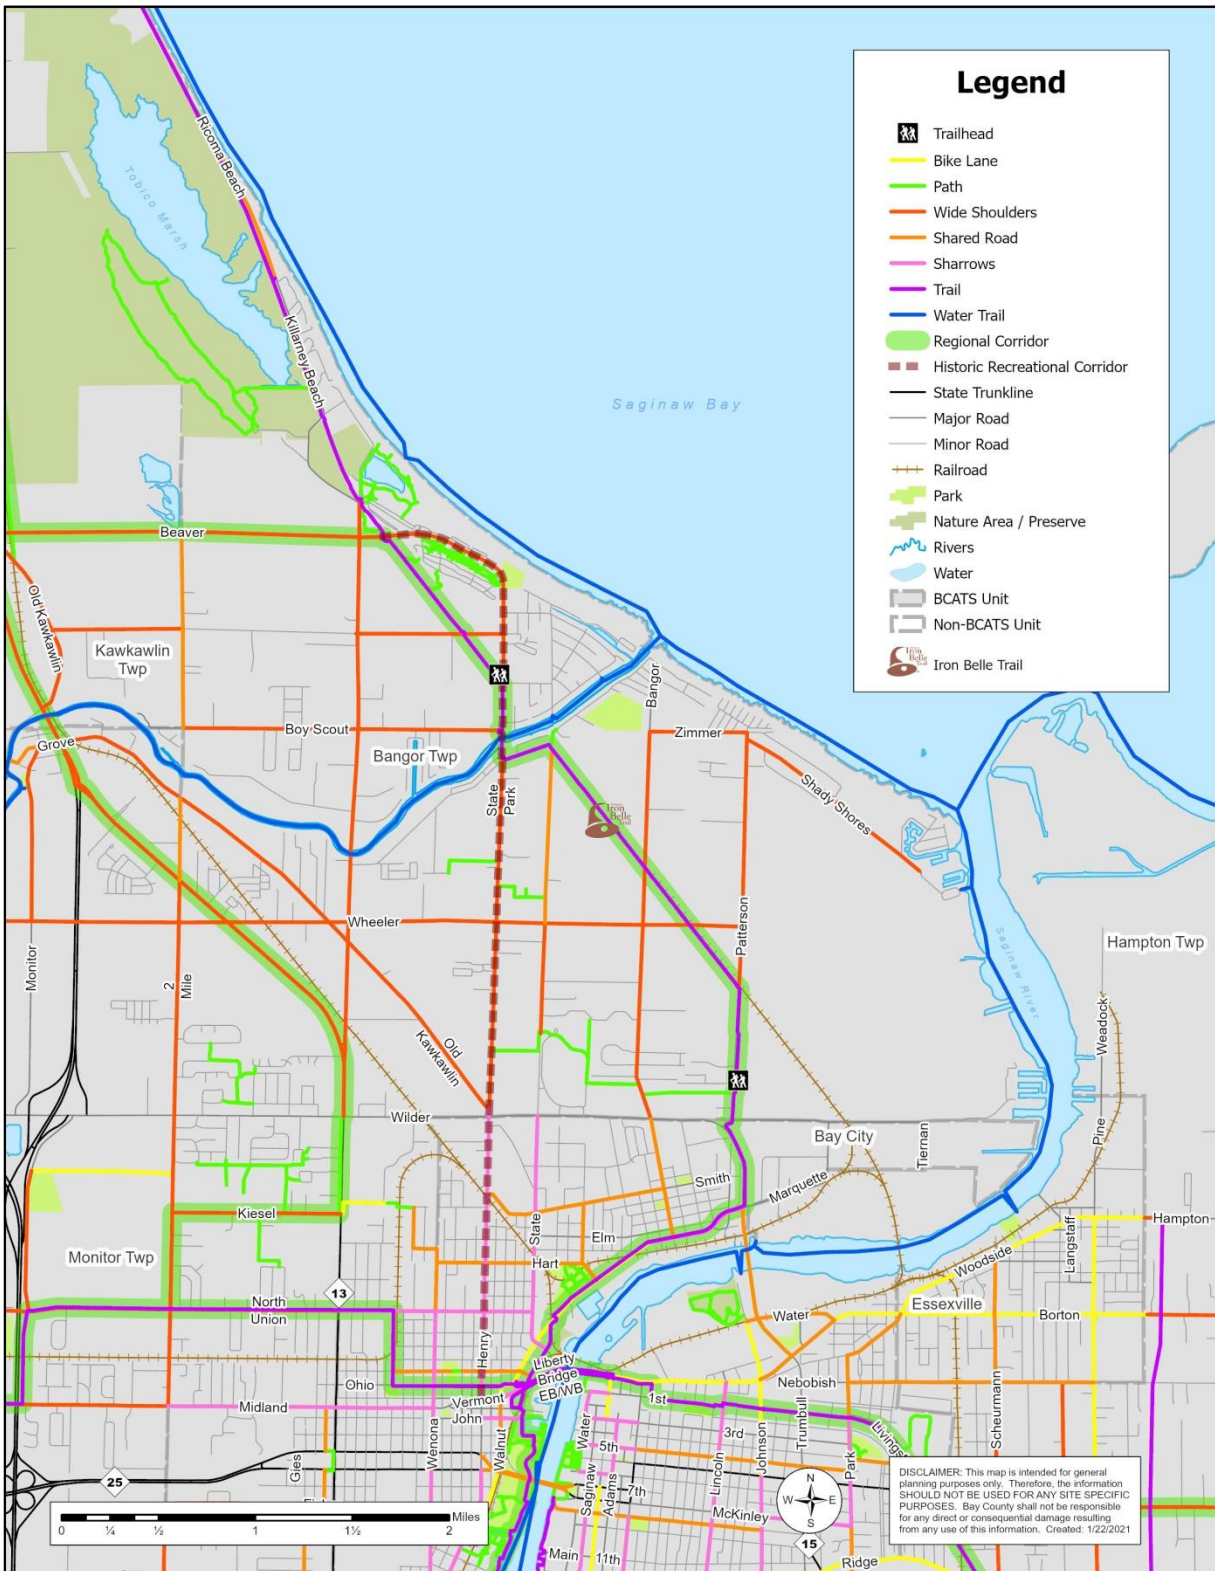 Legend
Trailhead
Bike Lane
Path
Wide Shoulders
Shared Road
Sharrows
Trail
Water Trail
Regional Corridor
Historic Recreational Corridor
State Trunkline
Major Road
Minor Road
Railroad
Park
Nature Area / Preserve
Rivers
Water
BCATS Unit
Non-BCATS Unit
Iron Belle Trail
Ricoma Beach
Tobico Marsh
Killarney Beach
Saginaw Bay
Beaver
Old Kawkawlin
Kawkawlin
Twp
Boy Scout
Grove
Bangor Twp
Bangor
Zimmer
State
Park
Iron
Belle
Trail
Shady Shores
Wheeler
Patterson
Monitor
2
Mile
Saginaw River
Hampton Twp
Old
Kawkawlin
Weadock
Wilder
Bay City
Tiernan
Pine
Smith
Marquette
Kiesel
State
Elm
Hampton
Langstaff
Monitor Twp
Hart
Woodside
13
North
Union
Essexville
Water
Borton
Henry
Liberty
Bridge
EB/WB
Ohio
Vermont
Nebobish
Midland
John
1st
Trumbull
Scheurmann
Wenona
Walnut
Water
3rd
Johnson
Park
Gies
5th
Lincoln
Saginaw
Adams
7th
25
McKinley
Main
11th
15
Ridge
N
W
E
S
0
¼
½
1
1½
2
Miles
DISCLAIMER: This map is intended for general
planning purposes only. Therefore, the information
SHOULD NOT BE USED FOR ANY SITE SPECIFIC
PURPOSES. Bay County shall not be responsible
for any direct or consequential damage resulting
from any use of this information. Created: 1/22/2021